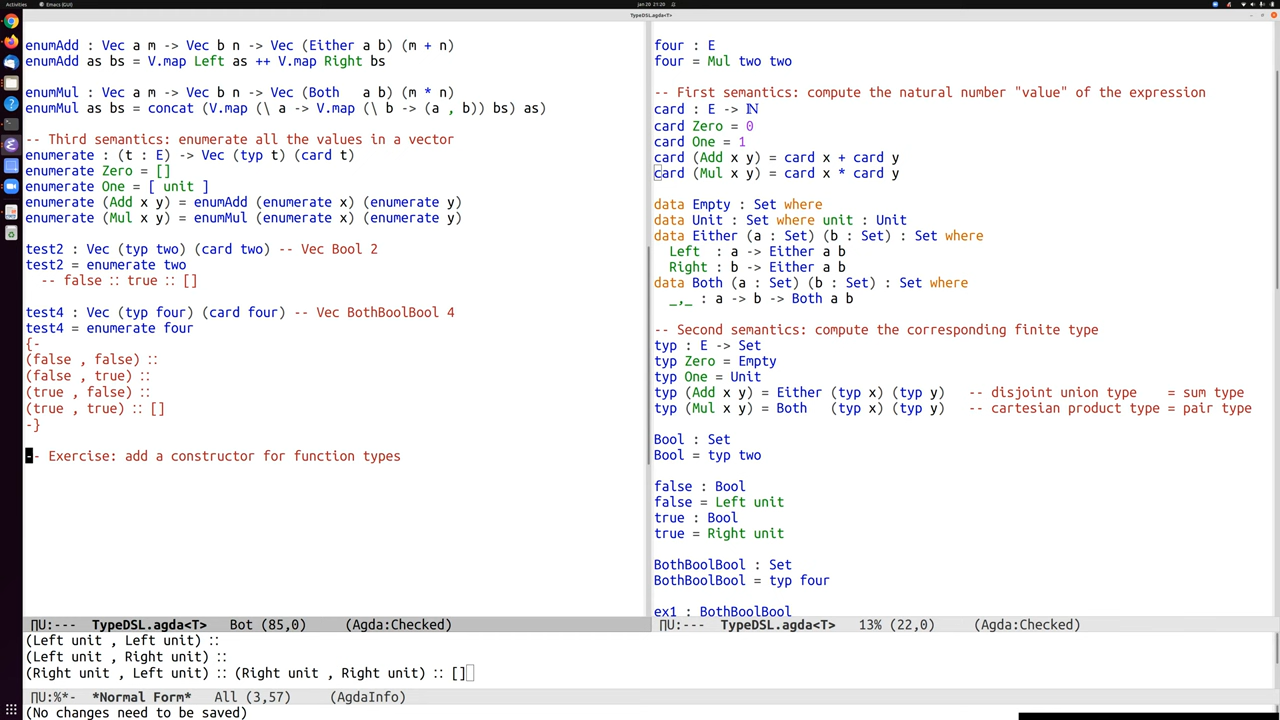 Activities
Emacs (GUI)
Jan 20 21:20
TypeDSL.agda<T>
enumAdd : Vec a m -> Vec b n -> Vec (Either a b) (m + n)
enumAdd as bs = V.map Left as ++ V.map Right bs
enumMul : Vec a m -> Vec b n -> Vec (Both   a b) (m * n)
enumMul as bs = concat (V.map (\ a -> V.map (\ b -> (a , b)) bs) as)
-- Third semantics: enumerate all the values in a vector
enumerate : (t : E) -> Vec (typ t) (card t)
enumerate Zero = []
enumerate One = [ unit ]
enumerate (Add x y) = enumAdd (enumerate x) (enumerate y)
enumerate (Mul x y) = enumMul (enumerate x) (enumerate y)
test2 : Vec (typ two) (card two) -- Vec Bool 2
test2 = enumerate two
-- false :: true :: []
test4 : Vec (typ four) (card four) -- Vec BothBoolBool 4
test4 = enumerate four
{-
(false , false) ::
(false , true) ::
(true , false) ::
(true , true) :: []
-}
-- Exercise: add a constructor for function types
∏U:---  TypeDSL.agda<T>   Bot (85,0)     (Agda:Checked)
four : E
four = Mul two two
-- First semantics: compute the natural number "value" of the expression
card : E -> ℕ
card Zero = 0
card One = 1
card (Add x y) = card x + card y
card (Mul x y) = card x * card y
data Empty : Set where
data Unit : Set where unit : Unit
data Either (a : Set) (b : Set) : Set where
Left  : a -> Either a b
Right : b -> Either a b
data Both (a : Set) (b : Set) : Set where
_,_ : a -> b -> Both a b
-- Second semantics: compute the corresponding finite type
typ : E -> Set
typ Zero = Empty
typ One = Unit
typ (Add x y) = Either (typ x) (typ y)   -- disjoint union type    = sum type
typ (Mul x y) = Both   (typ x) (typ y)   -- cartesian product type = pair type
Bool : Set
Bool = typ two
false : Bool
false = Left unit
true : Bool
true = Right unit
BothBoolBool : Set
BothBoolBool = typ four
ex1 : BothBoolBool
∏U:---  TypeDSL.agda<T>   13% (22,0)     (Agda:Checked)
(Left unit , Left unit) ::
(Left unit , Right unit) ::
(Right unit , Left unit) :: (Right unit , Right unit) :: []
∏U:%*-  *Normal Form*   All (3,57)     (AgdaInfo)
(No changes need to be saved)